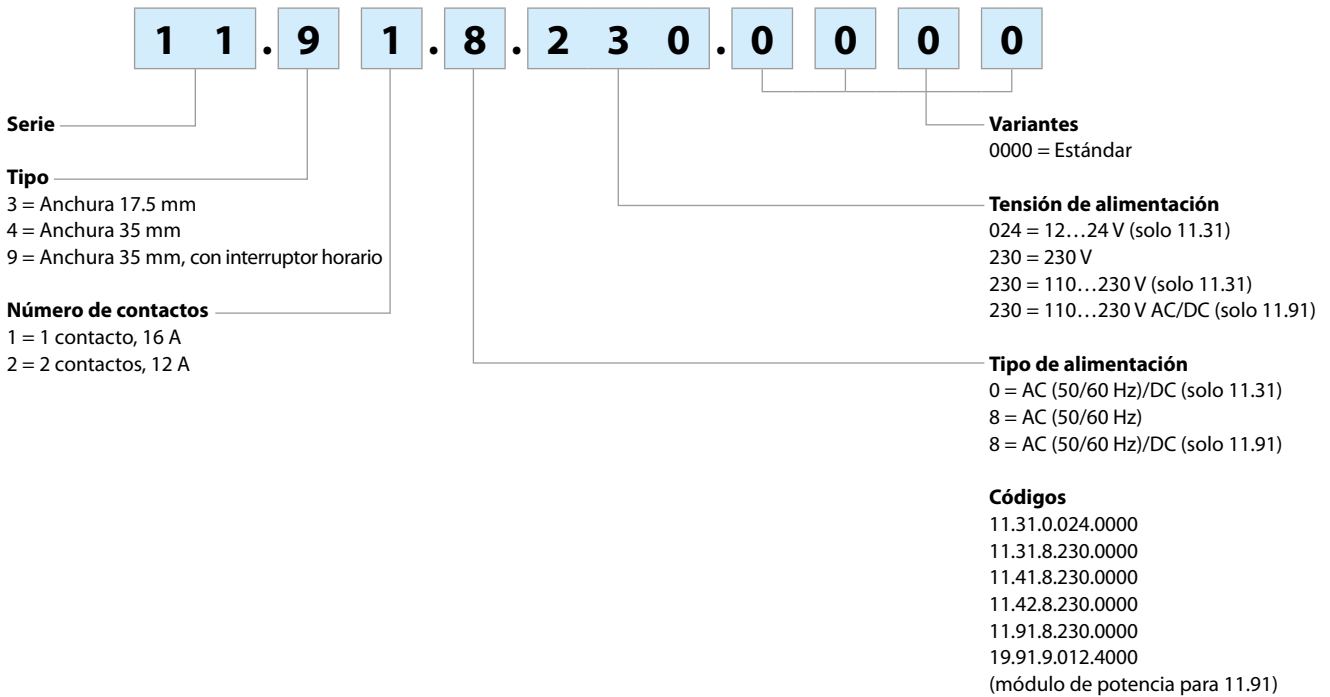 1 1 . 9 1 . 8 . 2 3 0 . 0 0 0 0
Serie
Tipo
3 = Anchura 17.5 mm
4 = Anchura 35 mm
9 = Anchura 35 mm, con interruptor horario
Número de contactos
1 = 1 contacto, 16 A
2 = 2 contactos, 12 A
Variantes
0000 = Estándar
Tensión de alimentación
024 = 12…24 V (solo 11.31)
230 = 230 V
230 = 110…230 V (solo 11.31)
230 = 110…230 V AC/DC (solo 11.91)
Tipo de alimentación
0 = AC (50/60 Hz)/DC (solo 11.31)
8 = AC (50/60 Hz)
8 = AC (50/60 Hz)/DC (solo 11.91)
Códigos
11.31.0.024.0000
11.31.8.230.0000
11.41.8.230.0000
11.42.8.230.0000
11.91.8.230.0000
19.91.9.012.4000
(módulo de potencia para 11.91)